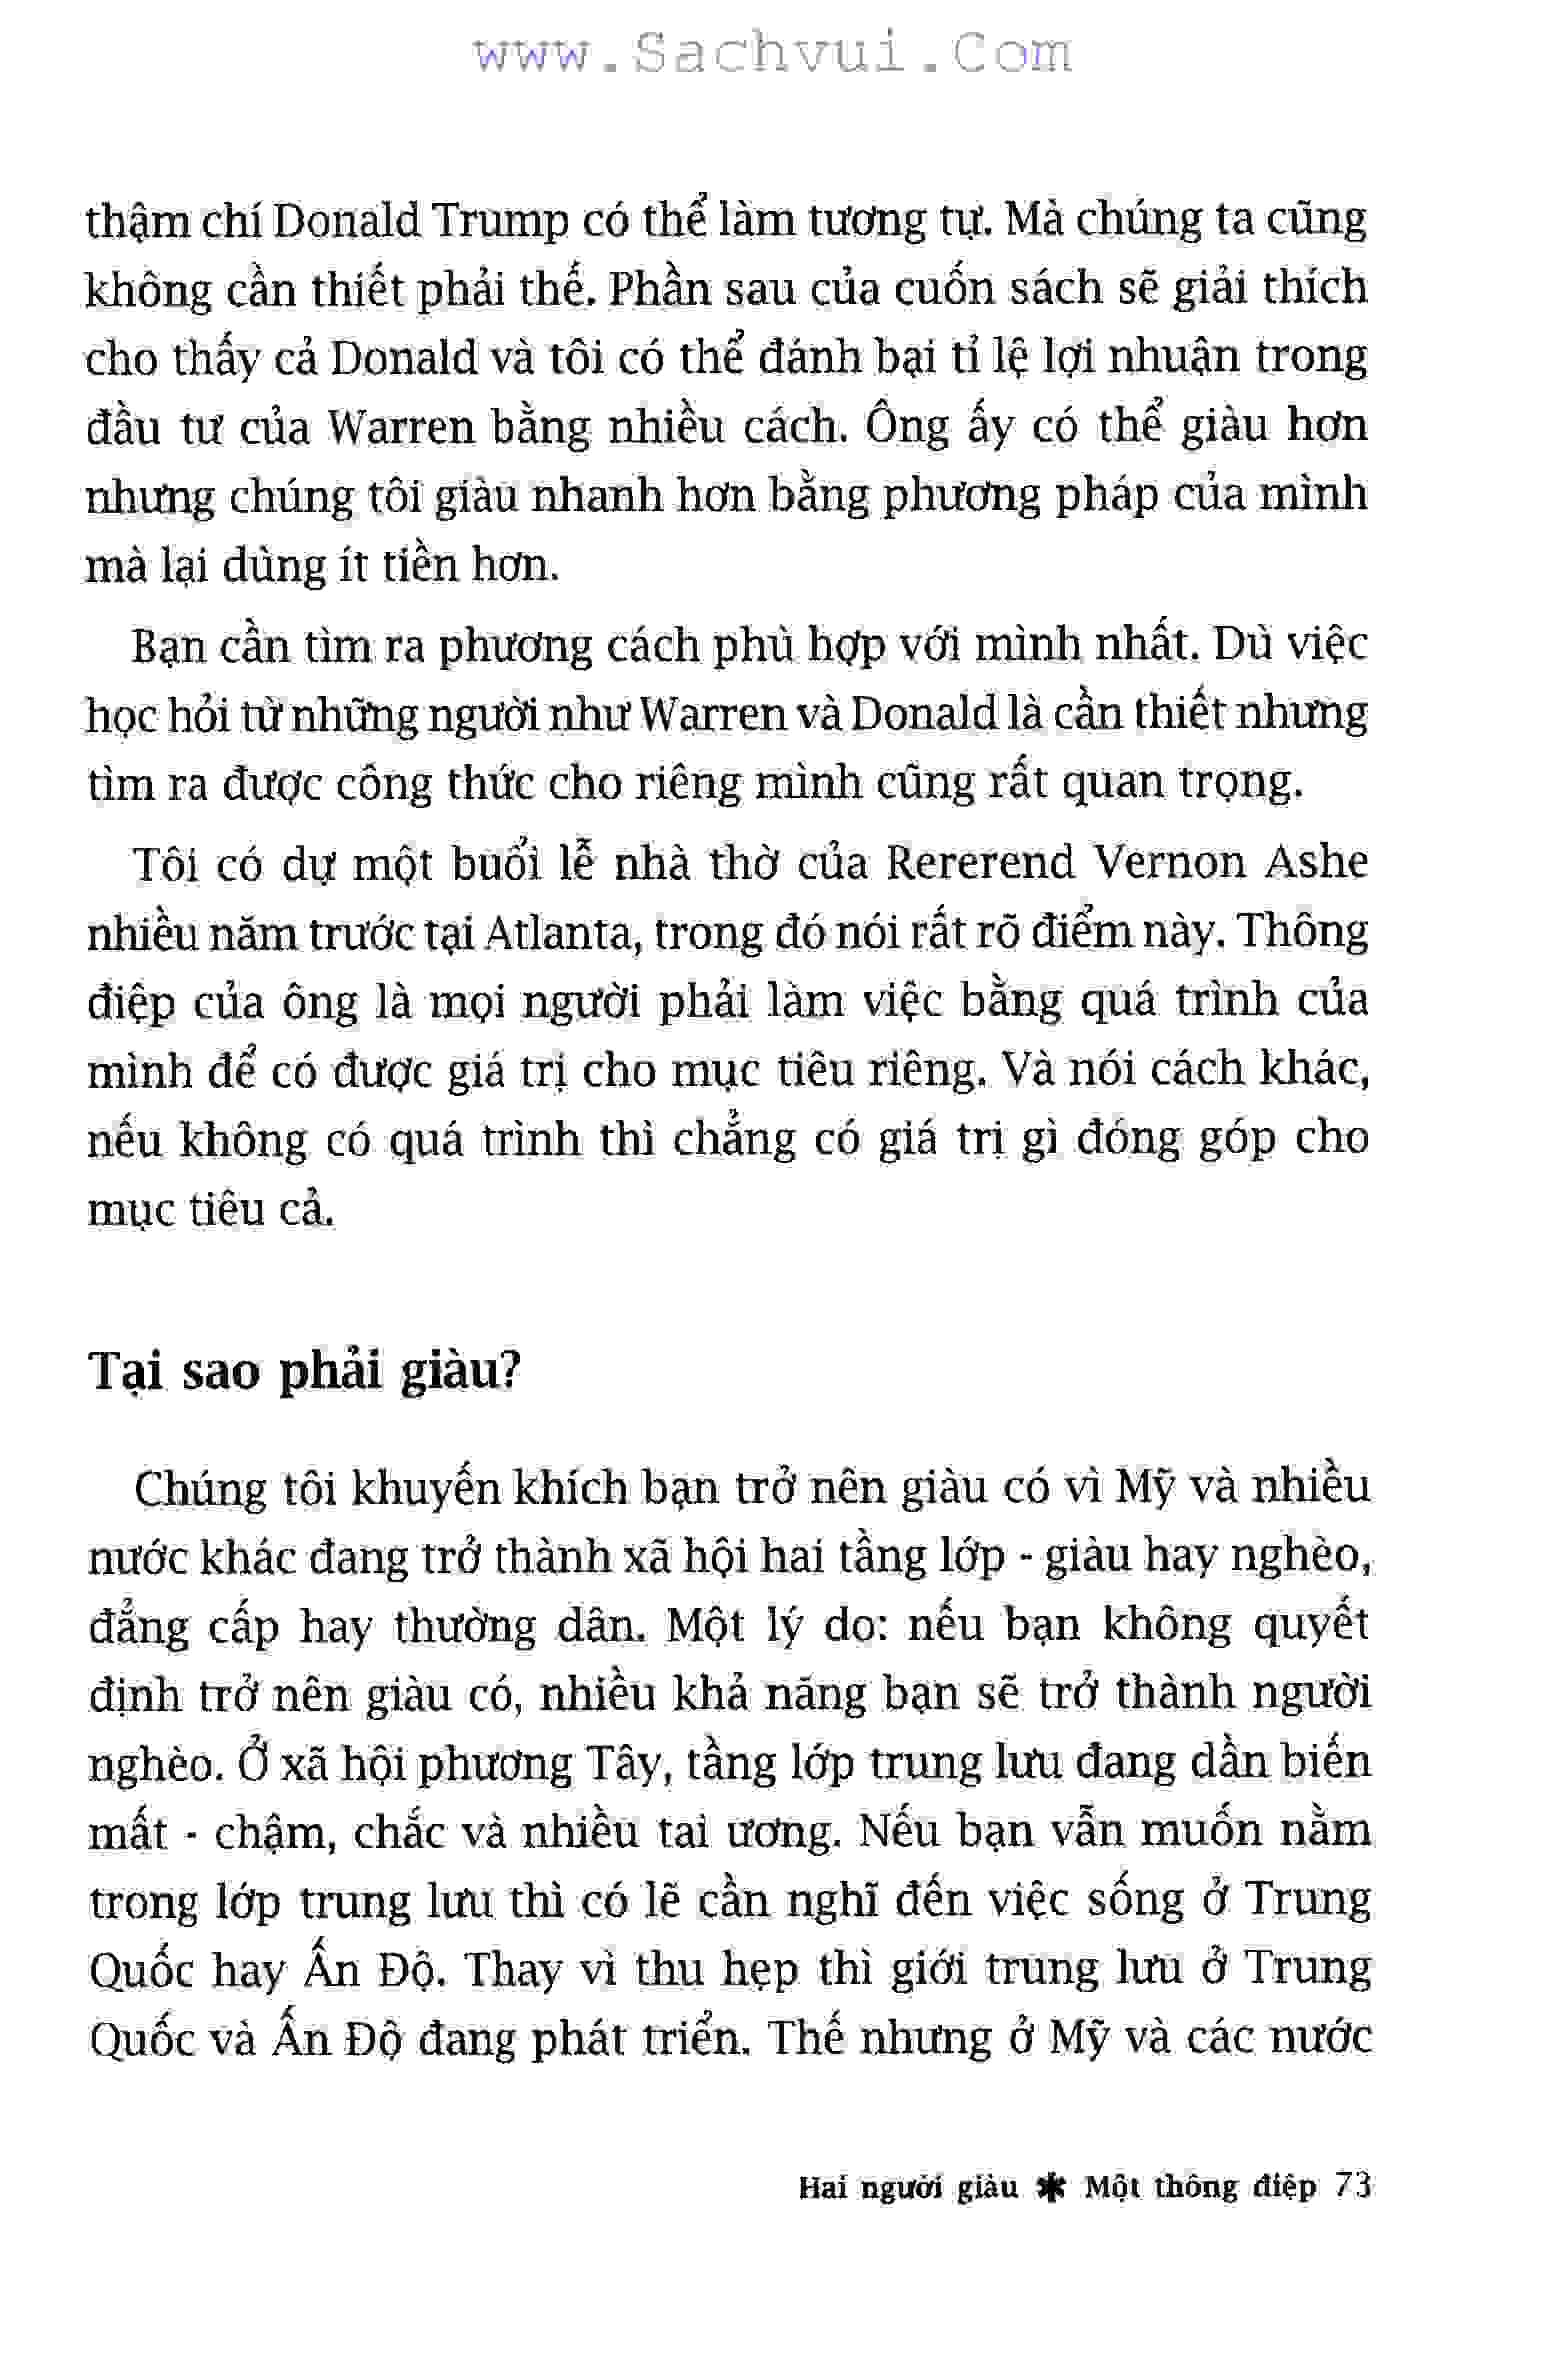 www.Sachvui.Com
thậm chí Donald Trump có thể làm tương tự. Mà chúng ta cũng
không cần thiết phải thế. Phần sau của cuốn sách sẽ giải thích
cho thấy cả Donald và tôi có thể đánh bại tỉ lệ lợi nhuận trong
đầu tư của Warren bằng nhiều cách. Ông ấy có thể giàu hơn
nhưng chúng tôi giàu nhanh hơn bằng phương pháp của mình
mà lại dùng ít tiền hơn.
Bạn cần tìm ra phương cách phù hợp với mình nhất. Dù việc
học hỏi từ những người như Warren và Donald là cần thiết nhưng
tìm ra được công thức cho riêng mình cũng rất quan trọng.
Tôi có dự một buổi lễ nhà thờ của Rererend Vernon Ashe
nhiều năm trước tại Atlanta, trong đó nói rất rõ điểm này. Thông
điệp của ông là mọi người phải làm việc bằng quá trình của
mình để có được giá trị cho mục tiêu riêng. Và nói cách khác,
nếu không có quá trình thì chẳng có giá trị gì đóng góp cho
mục tiêu cả.
Tại sao phải giàu?
Chúng tôi khuyến khích bạn trở nên giàu có vì Mỹ và nhiều
nước khác đang trở thành xã hội hai tầng lớp - giàu hay nghèo,
đẳng cấp hay thường dân. Một lý do: nếu bạn không quyết
định trở nên giàu có, nhiều khả năng bạn sẽ trở thành người
nghèo. Ở xã hội phương Tây, tầng lớp trung lưu đang dần biến
mất - chậm, chắc và nhiều tai ương. Nếu bạn vẫn muốn nằm
trong lớp trung lưu thì có lẽ cần nghĩ đến việc sống ở Trung
Quốc hay Ấn Độ. Thay vì thu hẹp thì giới trung lưu ở Trung
Quốc và Ấn Độ đang phát triển. Thế nhưng ở Mỹ và các nước
Hai người giàu ✱ Một thông điệp 73